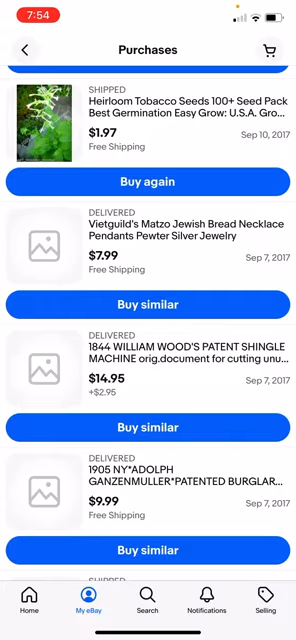 7:54
Purchases
SHIPPED
Heirloom Tobacco Seeds 100+ Seed Pack
Best Germination Easy Grow: U.S.A. Gro...
$1.97
Sep 10, 2017
Free Shipping
Buy again
DELIVERED
Vietguild's Matzo Jewish Bread Necklace
Pendants Pewter Silver Jewelry
$7.99
Sep 7, 2017
Free Shipping
Buy similar
DELIVERED
1844 WILLIAM WOOD'S PATENT SHINGLE
MACHINE orig.document for cutting unu...
$14.95
Sep 7, 2017
+$2.95
Buy similar
DELIVERED
1905 NY*ADOLPH
GANZENMULLER*PATENTED BURGLAR...
$9.99
Sep 7, 2017
Free Shipping
Buy similar
SHIPPED
Home
My eBay
Search
Notifications
Selling